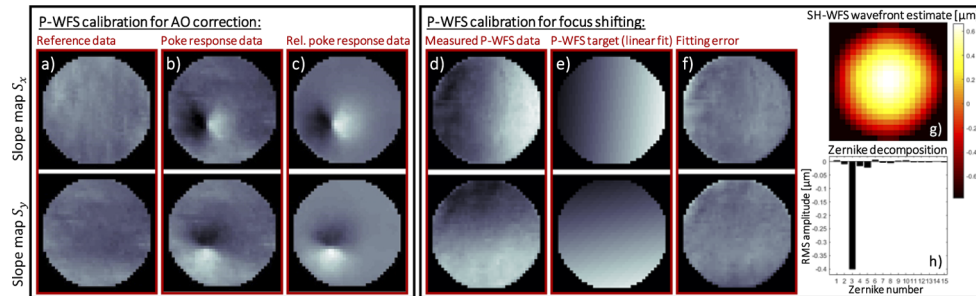 P-WFS calibration for AO correction:
Reference data
Poke response data
Rel. poke response data
Slope map Sx
Slope map Sy
a)
b)
c)
P-WFS calibration for focus shifting:
Measured P-WFS data
P-WFS target (linear fit)
Fitting error
d)
e)
f)
SH-WFS wavefront estimate [μm]
g)
0.6
0.4
0.2
0
-0.2
-0.4
-0.6
Zernike decomposition
RMS amplitude [μm]
0
-0.05
-0.1
-0.15
-0.2
-0.25
-0.3
-0.35
-0.4
h)
1 2 3 4 5 6 7 8 9 10 11 12 13 14 15
Zernike number